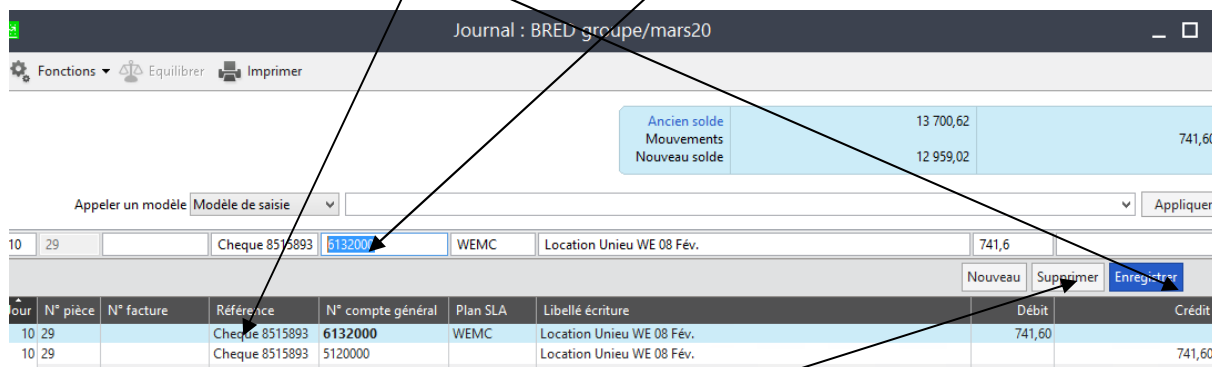 Journal : BRED groupe/mars20
Fonctions Equilibrer Imprimer
Ancien solde 13 700,62
Mouvements 741,60
Nouveau solde 12 959,02
Appeler un modèle Modèle de saisie Appliquer
10 29 Cheque 8515893 6132000 WEMC Location Unieu WE 08 Fév. 741,6
Nouveau Supprimer Enregistrer
Jour N° pièce N° facture Référence N° compte général Plan SLA Libellé écriture Débit Crédit
10 29 Cheque 8515893 6132000 WEMC Location Unieu WE 08 Fév. 741,60
10 29 Cheque 8515893 5120000 Location Unieu WE 08 Fév. 741,60